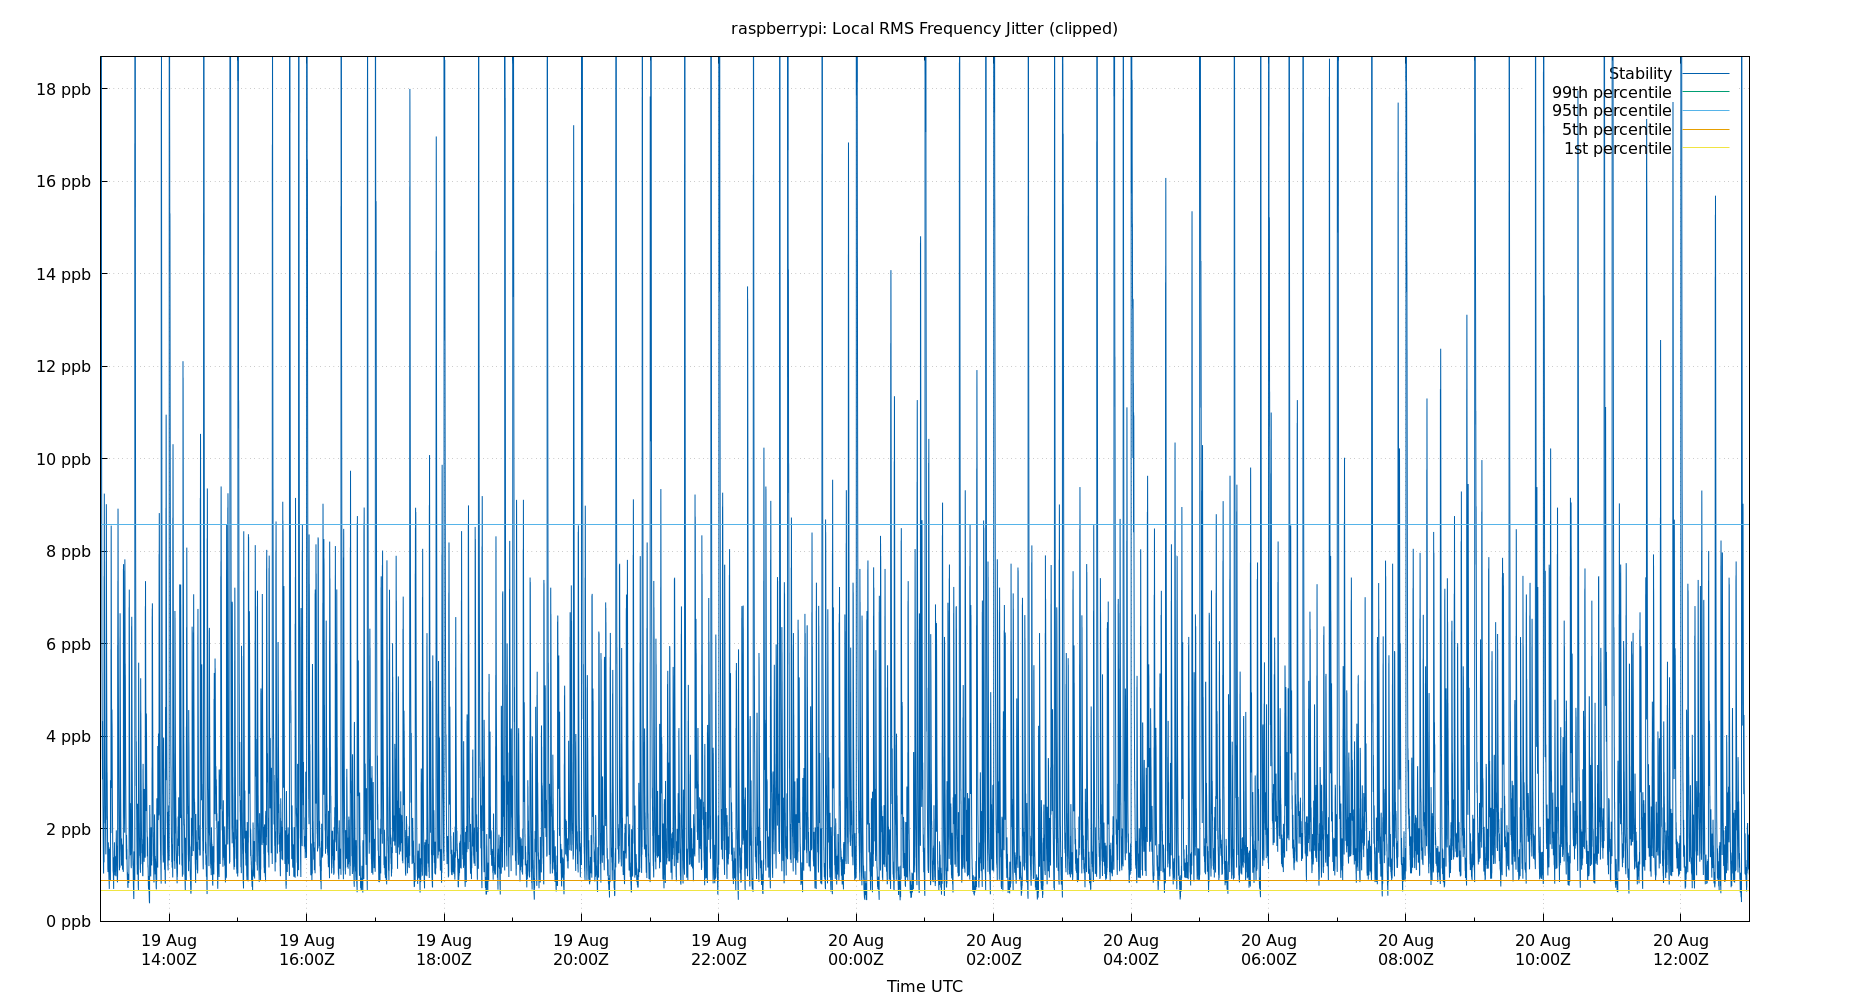 raspberrypi: Local RMS Frequency Jitter (clipped)
Stability
99th percentile
95th percentile
5th percentile
1st percentile
18 ppb
16 ppb
14 ppb
12 ppb
10 ppb
8 ppb
6 ppb
4 ppb
2 ppb
0 ppb
19 Aug 19 Aug 19 Aug 19 Aug 19 Aug 20 Aug 20 Aug 20 Aug 20 Aug 20 Aug 20 Aug 20 Aug
14:00Z 16:00Z 18:00Z 20:00Z 22:00Z 00:00Z 02:00Z 04:00Z 06:00Z 08:00Z 10:00Z 12:00Z
Time UTC